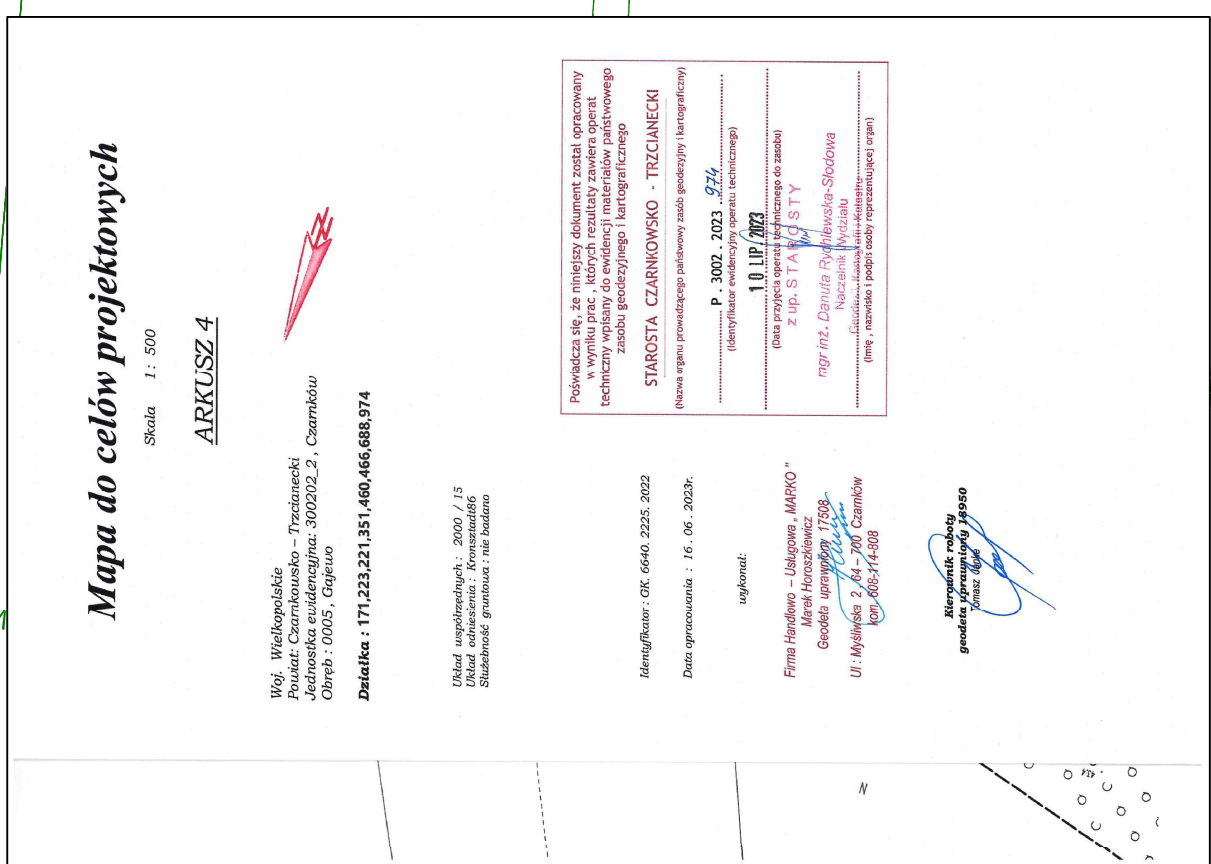 Mapa do celów projektowych
Skala 1: 500
ARKUSZ 4
Woj. Wielkopolskie
Powiat: Czarnkowsko – Trzcianecki
Jednostka ewidencyjna: 300202_2 , Czarnków
Obręb : 0005 , Gajewo
Działka : 171,223,221,351,460,466,688,974
Układ współrzędnych : 2000 / 15
Układ odniesienia : Kronsztadt86
Służebność gruntowa : nie badano
Identyfikator : GK. 6640. 2225. 2022
Data opracowania : 16 . 06 . 2023r.
wykonał:
Firma Handlowo – Usługowa „ MARKO "
Marek Horoszkiewicz
Geodeta uprawniony 17508
Ul : Myśliwska 2 64 – 700 Czarnków
kom. 608-114-808
Kierownik roboty
geodeta uprawniony 18950
Tomasz
Poświadcza się, że niniejszy dokument został opracowany
w wyniku prac , których rezultaty zawiera operat
techniczny wpisany do ewidencji materiałów państwowego
zasobu geodezyjnego i kartograficznego
STAROSTA CZARNKOWSKO - TRZCIANECKI
(Nazwa organu prowadzącego państwowy zasób geodezyjny i kartograficzny)
P . 3002 . 2023 . 974
(Identyfikator ewidencyjny operatu technicznego)
10 LIP. 2023
(Data przyjęcia operatu technicznego do zasobu)
z up. STAROSTY
mgr inż. Danuta Rychlewska-Słodowa
Naczelnik Wydziału
Geodezji, Kartografii i Katastru
(Imię , nazwisko i podpis osoby reprezentującej organ)
N